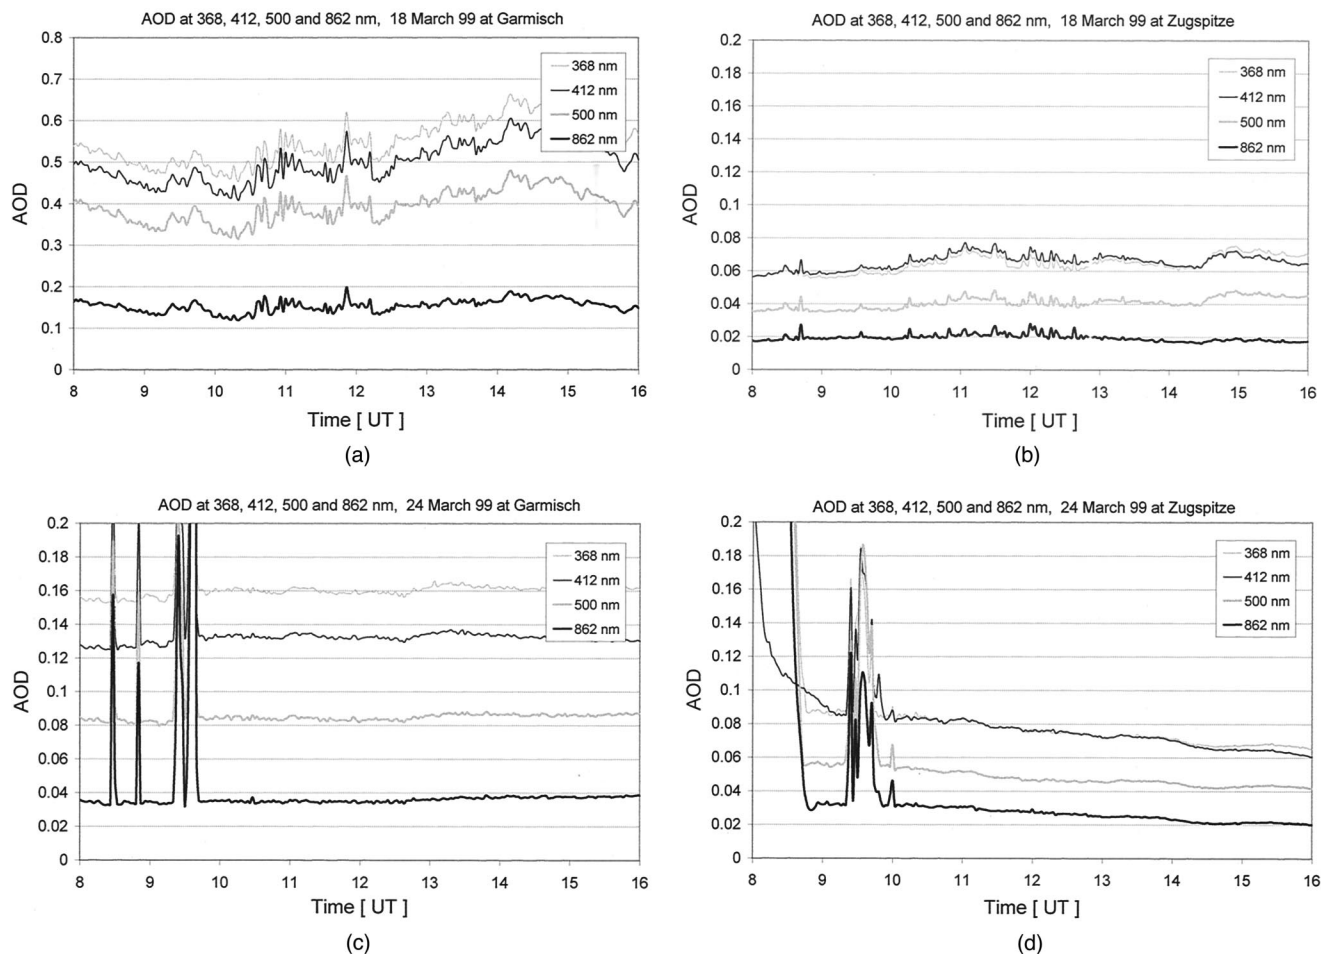 AOD at 368, 412, 500 and 862 nm, 18 March 99 at Garmisch
0.8
0.7
0.6
0.5
0.4
0.3
0.2
0.1
0
AOD
368 nm
412 nm
500 nm
862 nm
8 9 10 11 12 13 14 15 16
Time [ UT ]
(a)
AOD at 368, 412, 500 and 862 nm, 18 March 99 at Zugspitze
0.2
0.18
0.16
0.14
0.12
0.1
0.08
0.06
0.04
0.02
0
AOD
368 nm
412 nm
500 nm
862 nm
8 9 10 11 12 13 14 15 16
Time [ UT ]
(b)
AOD at 368, 412, 500 and 862 nm, 24 March 99 at Garmisch
0.2
0.18
0.16
0.14
0.12
0.1
0.08
0.06
0.04
0.02
0
AOD
368 nm
412 nm
500 nm
862 nm
8 9 10 11 12 13 14 15 16
Time [ UT ]
(c)
AOD at 368, 412, 500 and 862 nm, 24 March 99 at Zugspitze
0.2
0.18
0.16
0.14
0.12
0.1
0.08
0.06
0.04
0.02
0
AOD
368 nm
412 nm
500 nm
862 nm
8 9 10 11 12 13 14 15 16
Time [ UT ]
(d)